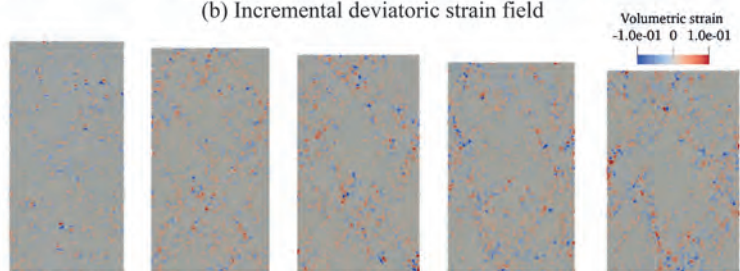 (b) Incremental deviatoric strain field
Volumetric strain
-1.0e-01 0 1.0e-01